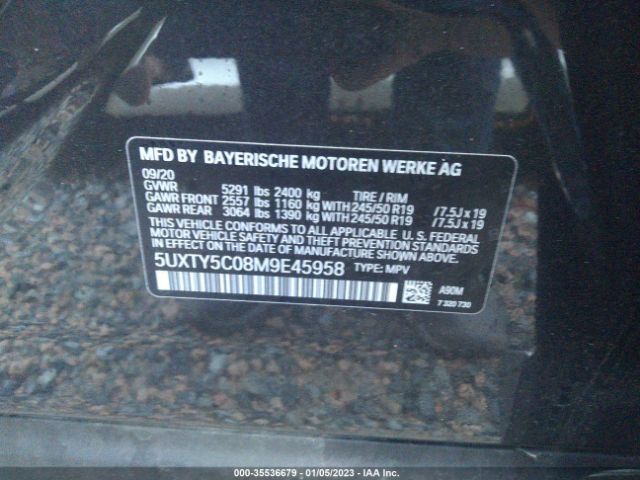 MFD BY BAYERISCHE MOTOREN WERKE AG
09/20
GVWR 5291 lbs 2400 kg TIRE / RIM
GAWR FRONT 2557 lbs 1160 kg WITH 245/50 R19 / 7.5J x 19
GAWR REAR 3064 lbs 1390 kg WITH 245/50 R19 / 7.5J x 19
THIS VEHICLE CONFORMS TO ALL APPLICABLE U. S. FEDERAL
MOTOR VEHICLE SAFETY, BUMPER, AND THEFT PREVENTION
STANDARDS IN EFFECT ON THE DATE OF MANUFACTURE SHOWN ABOVE.
5UXTY5C08M9E45958 TYPE: MPV
A90M
7 320 730
000-35536679 - 01/05/2023 - IAA Inc.